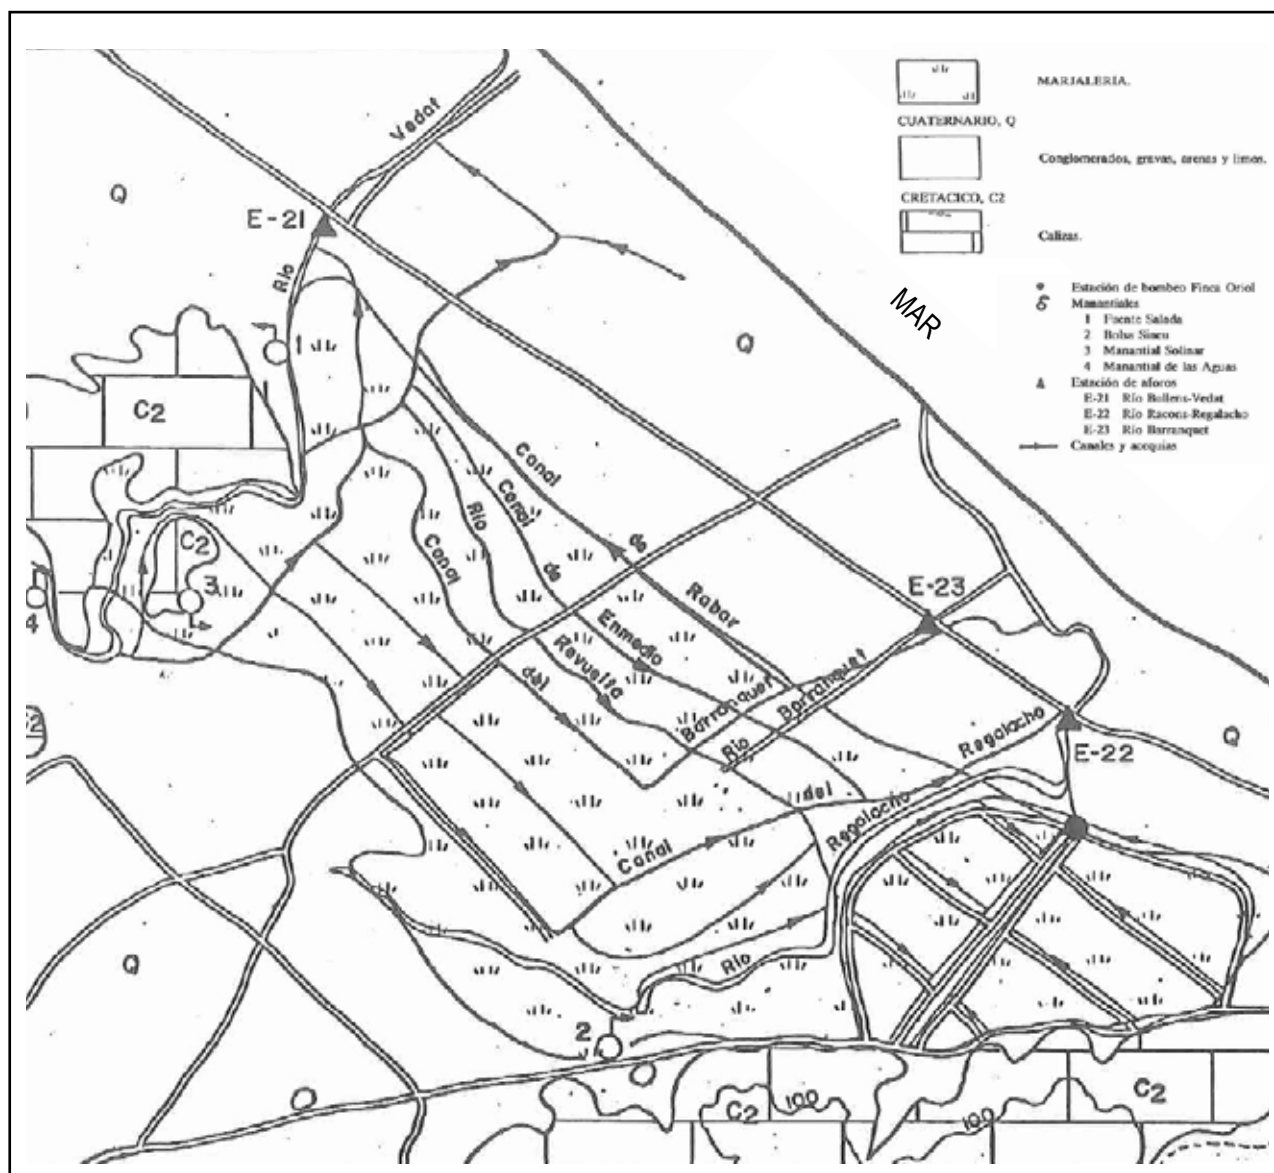 MARJALERIA.
CUATERNARIO, Q
Conglomerados, gravas, arenas y limos.
CRETACICO, C2
Calizas.
Estación de bombeo Finca Oriol
Manantiales
1 Fuente Salada
2 Bolsa Sineu
3 Manantial Solinar
4 Manantial de las Aguas
Estación de aforos
E-21 Río Bullens-Vedat
E-22 Río Racons-Regalacho
E-23 Río Barranquet
Canales y acequias
MAR
Vedat
Q
E-21
Río
Q
1
C2
Canal
Canal
Río
Canal
de
de
C2
3
4
E-23
Rabar
Enmedio
Revuelta
del
Barranquet
Barranquet
Río
Regalacho
E-22
Q
C2
del
Regalacho
Canal
Q
Río
2
C2
100
100
C2